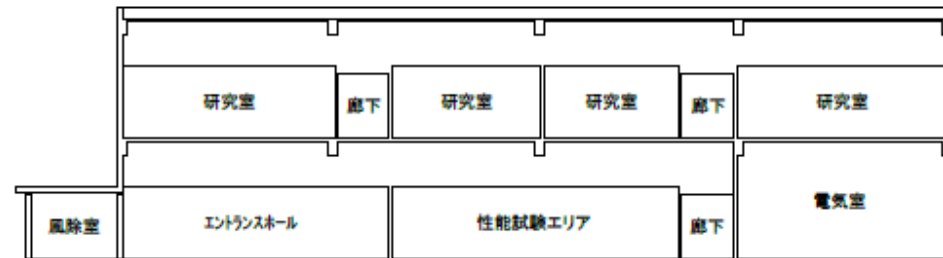 研究室
廊下
研究室
研究室
廊下
研究室
風除室
エントランスホール
性能試験エリア
廊下
電気室